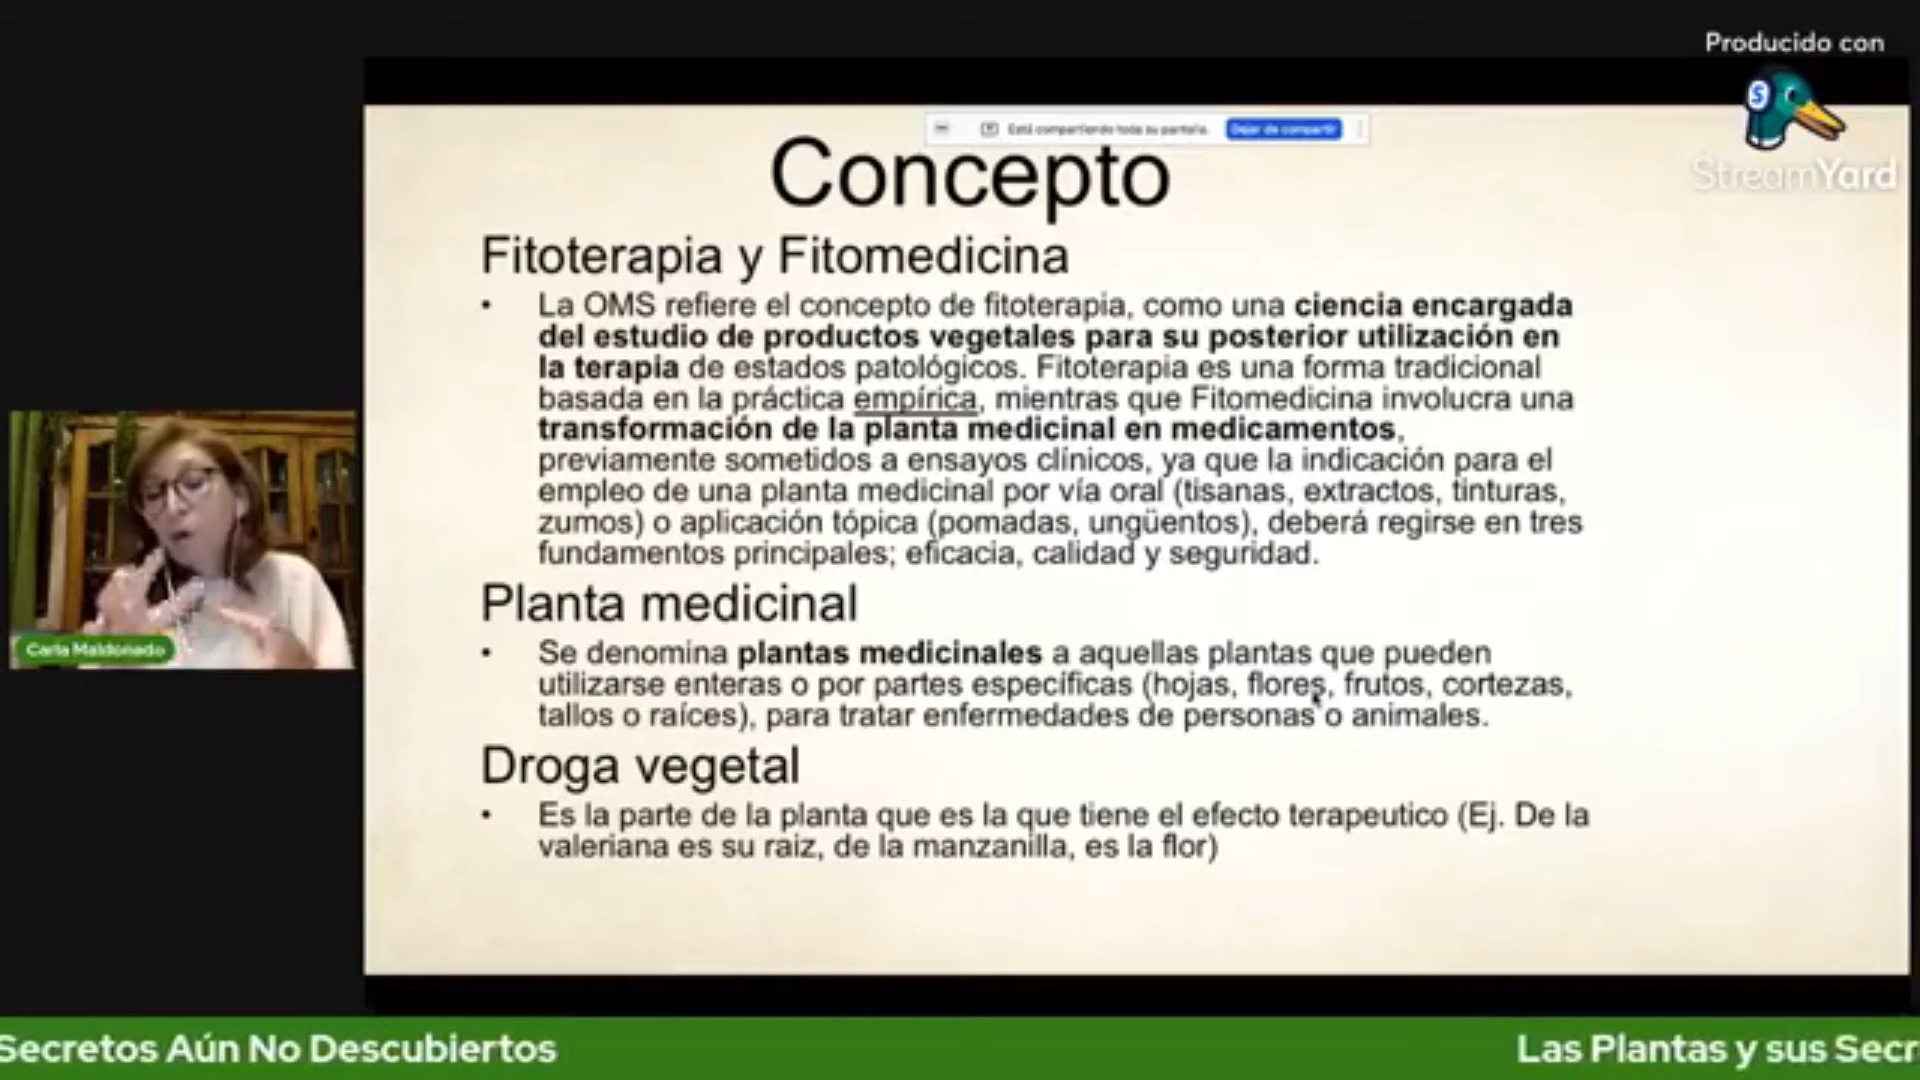 Producido con
StreamYard
Está compartiendo toda su pantalla.
Dejar de compartir
Concepto
Fitoterapia y Fitomedicina
• La OMS refiere el concepto de fitoterapia, como una ciencia encargada
del estudio de productos vegetales para su posterior utilización en
la terapia de estados patológicos. Fitoterapia es una forma tradicional
basada en la práctica empírica, mientras que Fitomedicina involucra una
transformación de la planta medicinal en medicamentos,
previamente sometidos a ensayos clínicos, ya que la indicación para el
empleo de una planta medicinal por vía oral (tisanas, extractos, tinturas,
zumos) o aplicación tópica (pomadas, ungüentos), deberá regirse en tres
fundamentos principales; eficacia, calidad y seguridad.
Planta medicinal
• Se denomina plantas medicinales a aquellas plantas que pueden
utilizarse enteras o por partes específicas (hojas, flores, frutos, cortezas,
tallos o raíces), para tratar enfermedades de personas o animales.
Droga vegetal
• Es la parte de la planta que es la que tiene el efecto terapeutico (Ej. De la
valeriana es su raiz, de la manzanilla, es la flor)
Carla Maldonado
Secretos Aún No Descubiertos
Las Plantas y sus Secr